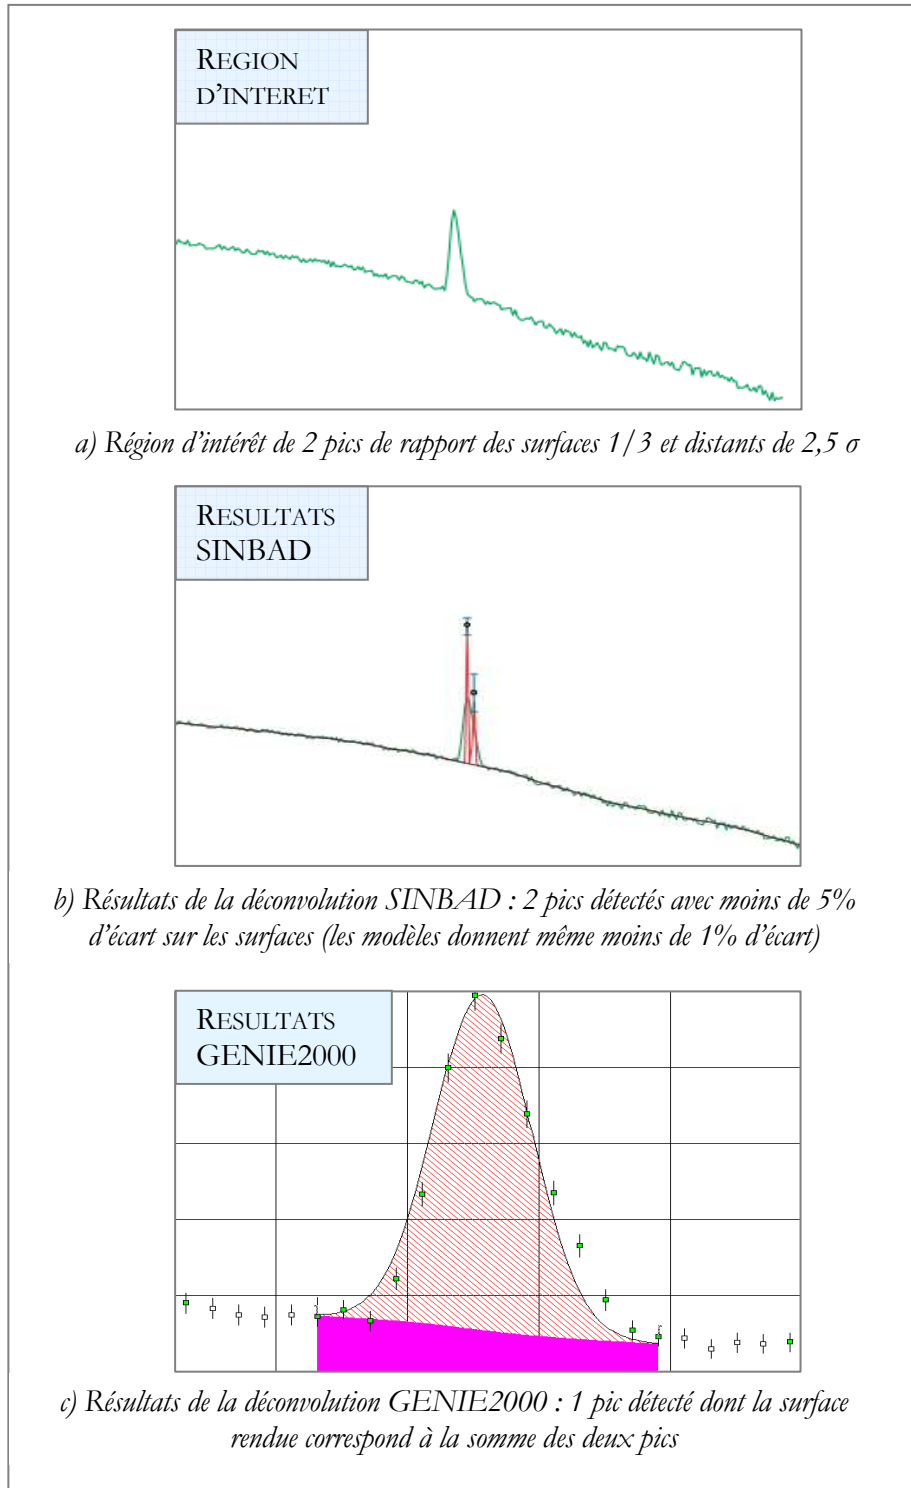 REGION
D'INTERET
a) Région d'intérêt de 2 pics de rapport des surfaces 1/3 et distants de 2,5 σ
RESULTATS
SINBAD
b) Résultats de la déconvolution SINBAD : 2 pics détectés avec moins de 5%
d'écart sur les surfaces (les modèles donnent même moins de 1% d'écart)
RESULTATS
GENIE2000
c) Résultats de la déconvolution GENIE2000 : 1 pic détecté dont la surface
rendue correspond à la somme des deux pics